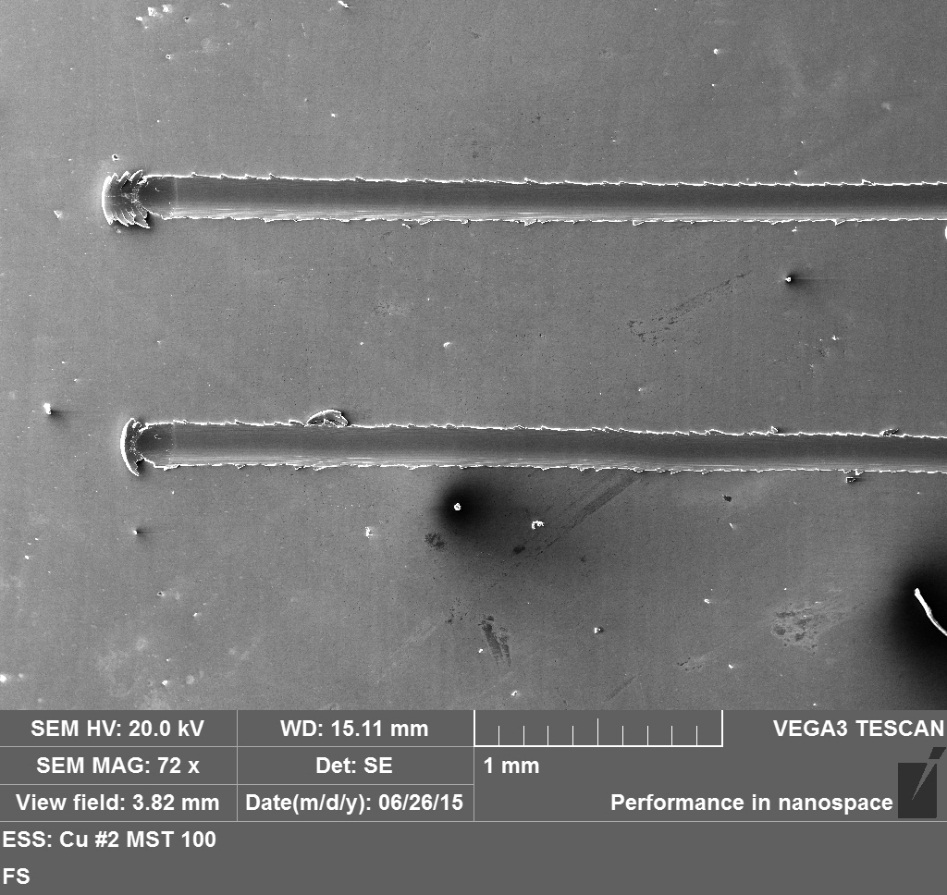 SEM HV: 20.0 kV WD: 15.11 mm VEGA3 TESCAN
SEM MAG: 72 x Det: SE 1 mm
View field: 3.82 mm Date(m/d/y): 06/26/15 Performance in nanospace
ESS: Cu #2 MST 100
FS